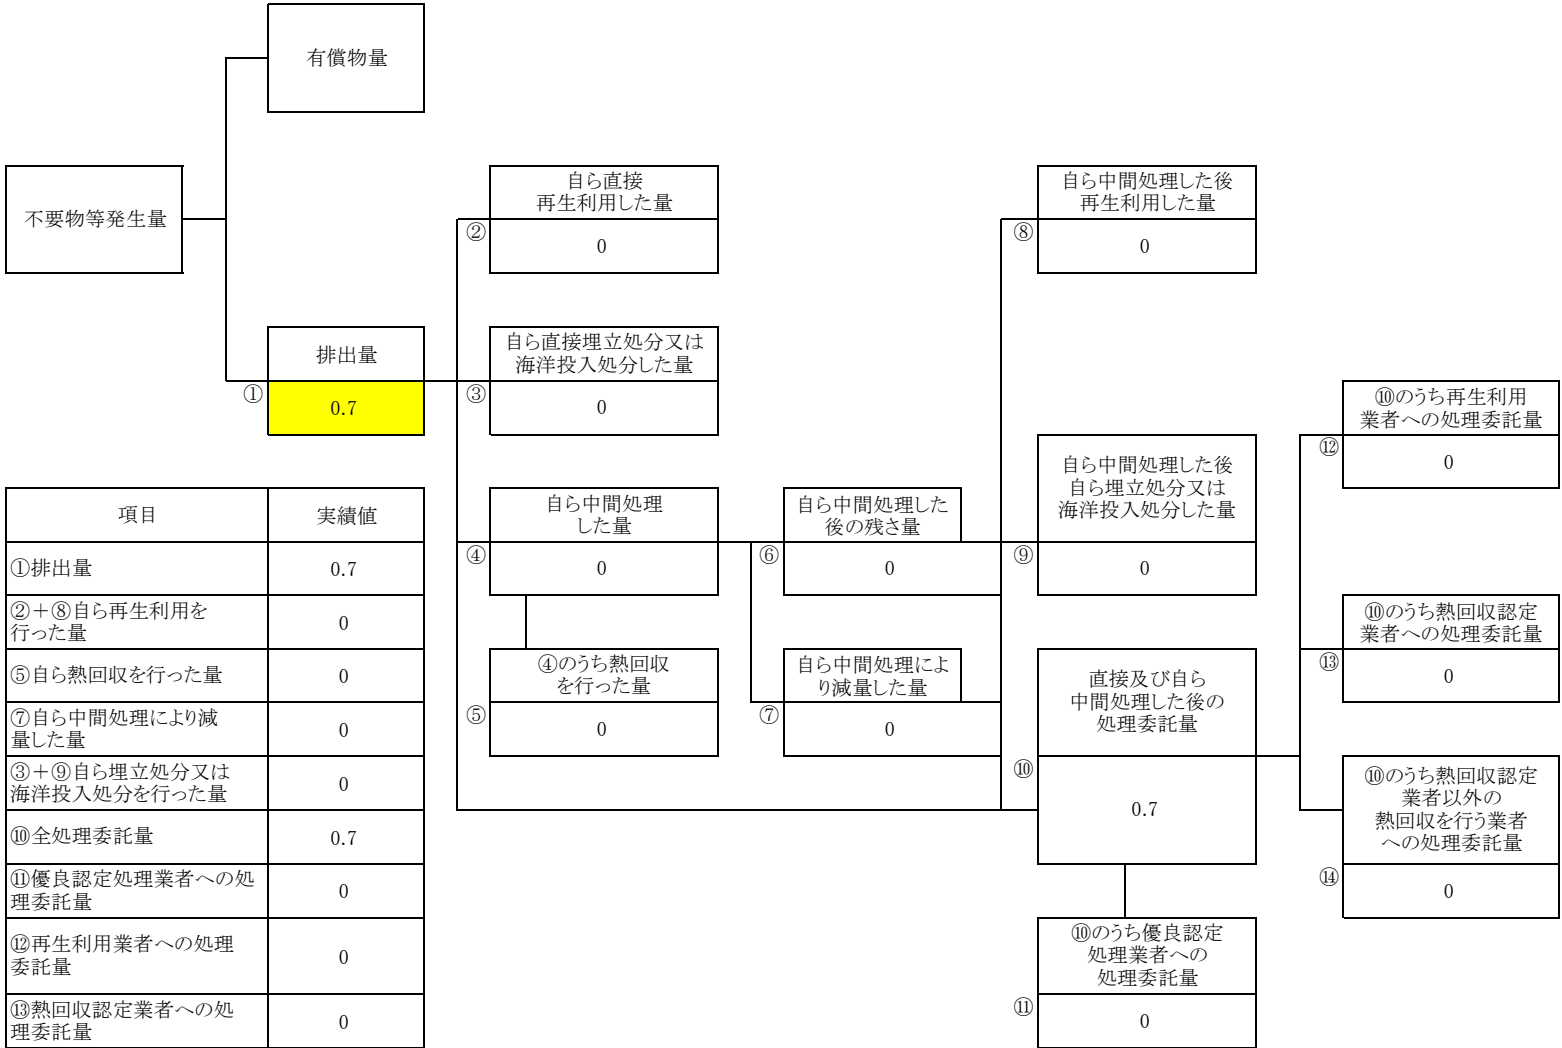 有償物量
不要物等発生量
排出量
①
0.7
自ら直接
再生利用した量
②
0
自ら直接埋立処分又は
海洋投入処分した量
③
0
自ら中間処理
した量
④
0
④のうち熱回収
を行った量
⑤
0
自ら中間処理した
後の残さ量
⑥
0
自ら中間処理によ
り減量した量
⑦
0
自ら中間処理した後
再生利用した量
⑧
0
自ら中間処理した後
自ら埋立処分又は
海洋投入処分した量
⑨
0
直接及び自ら
中間処理した後の
処理委託量
⑩
0.7
⑩のうち優良認定
処理業者への
処理委託量
⑪
0
⑩のうち再生利用
業者への処理委託量
⑫
0
⑩のうち熱回収認定
業者への処理委託量
⑬
0
⑩のうち熱回収認定
業者以外の
熱回収を行う業者
への処理委託量
⑭
0
項目 実績値
①排出量 0.7
②＋⑧自ら再生利用を
行った量 0
⑤自ら熱回収を行った量 0
⑦自ら中間処理により減
量した量 0
③＋⑨自ら埋立処分又は
海洋投入処分を行った量 0
⑩全処理委託量 0.7
⑪優良認定処理業者への処
理委託量 0
⑫再生利用業者への処理
委託量 0
⑬熱回収認定業者への処
理委託量 0